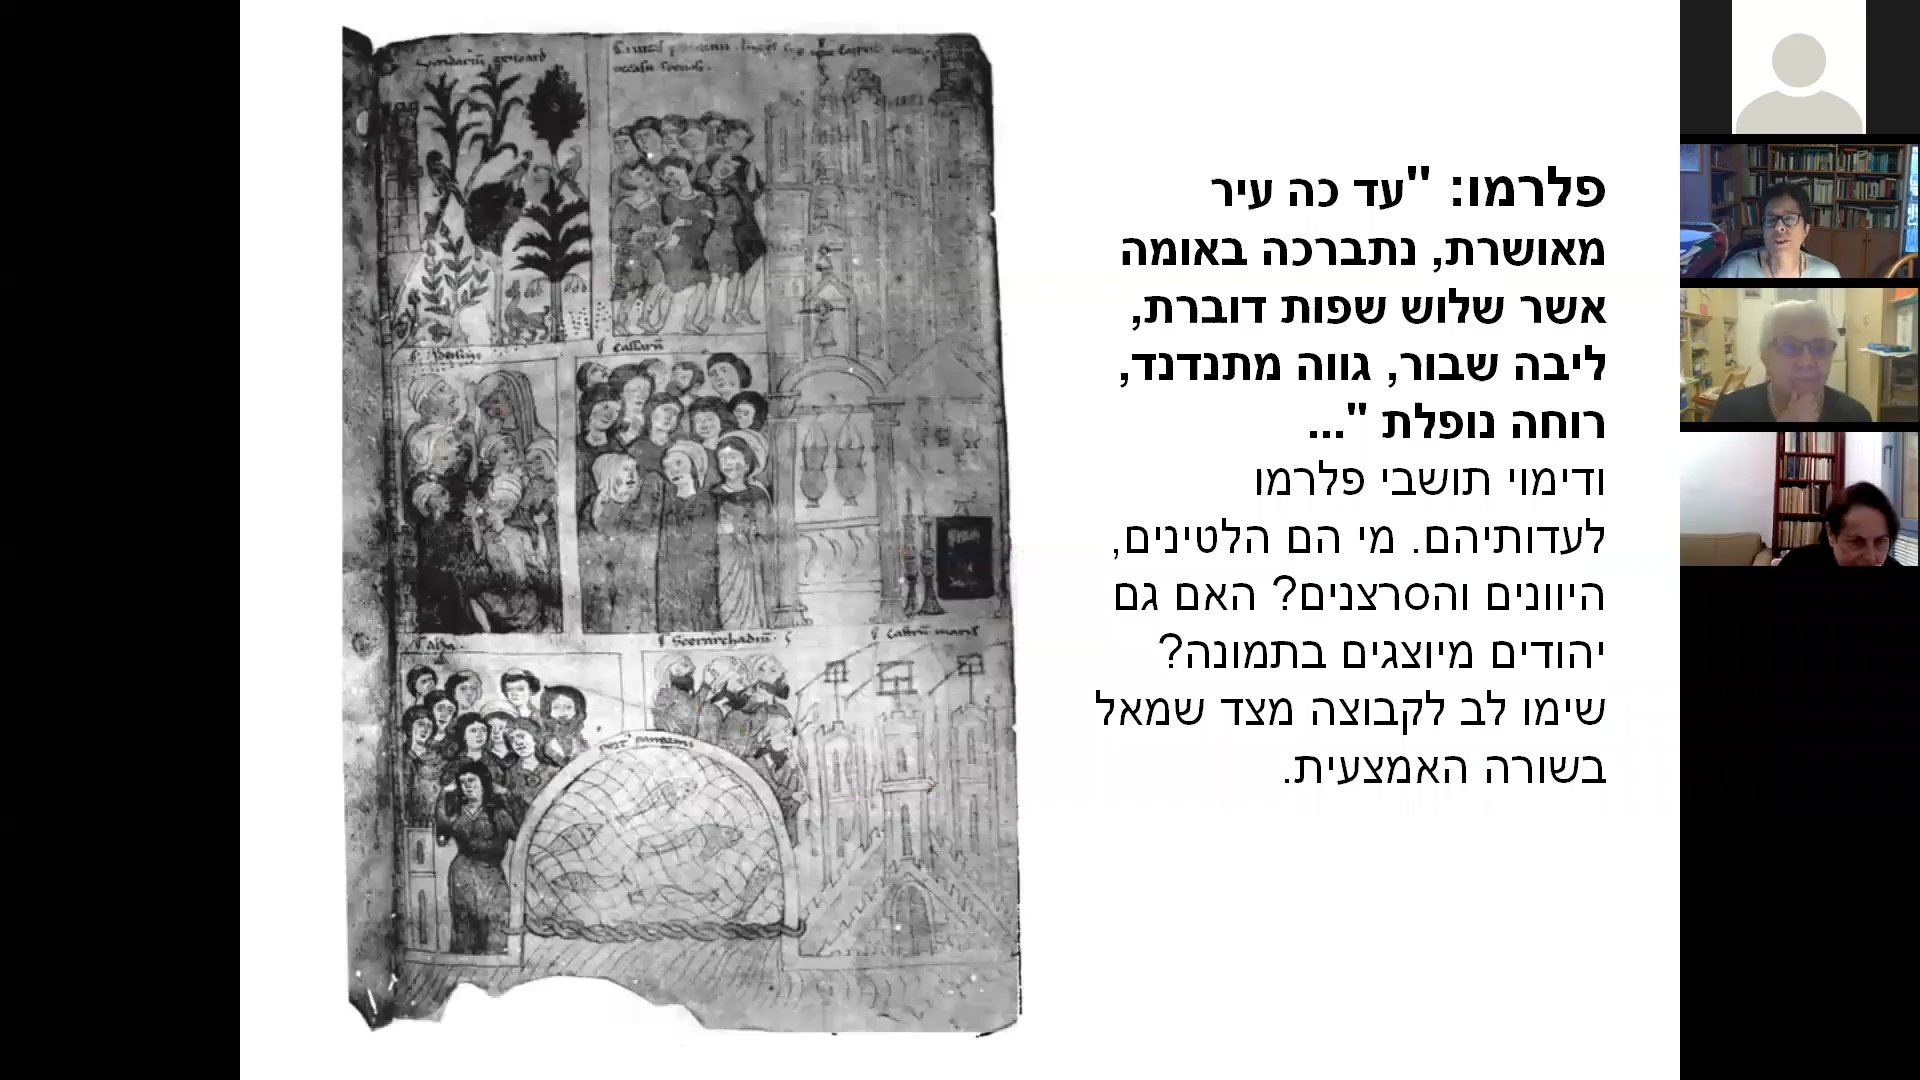 פלרמו: "עד כה עיר
מאושרת, נתברכה באומה
אשר שלוש שפות דוברת,
ליבה שבור, גווה מתנדנד,
רוחה נופלת "...
ודימוי תושבי פלרמו
לעדותיהם. מי הם הלטינים,
היוונים והסרצנים? האם גם
יהודים מיוצגים בתמונה?
שימו לב לקבוצה מצד שמאל
בשורה האמצעית.